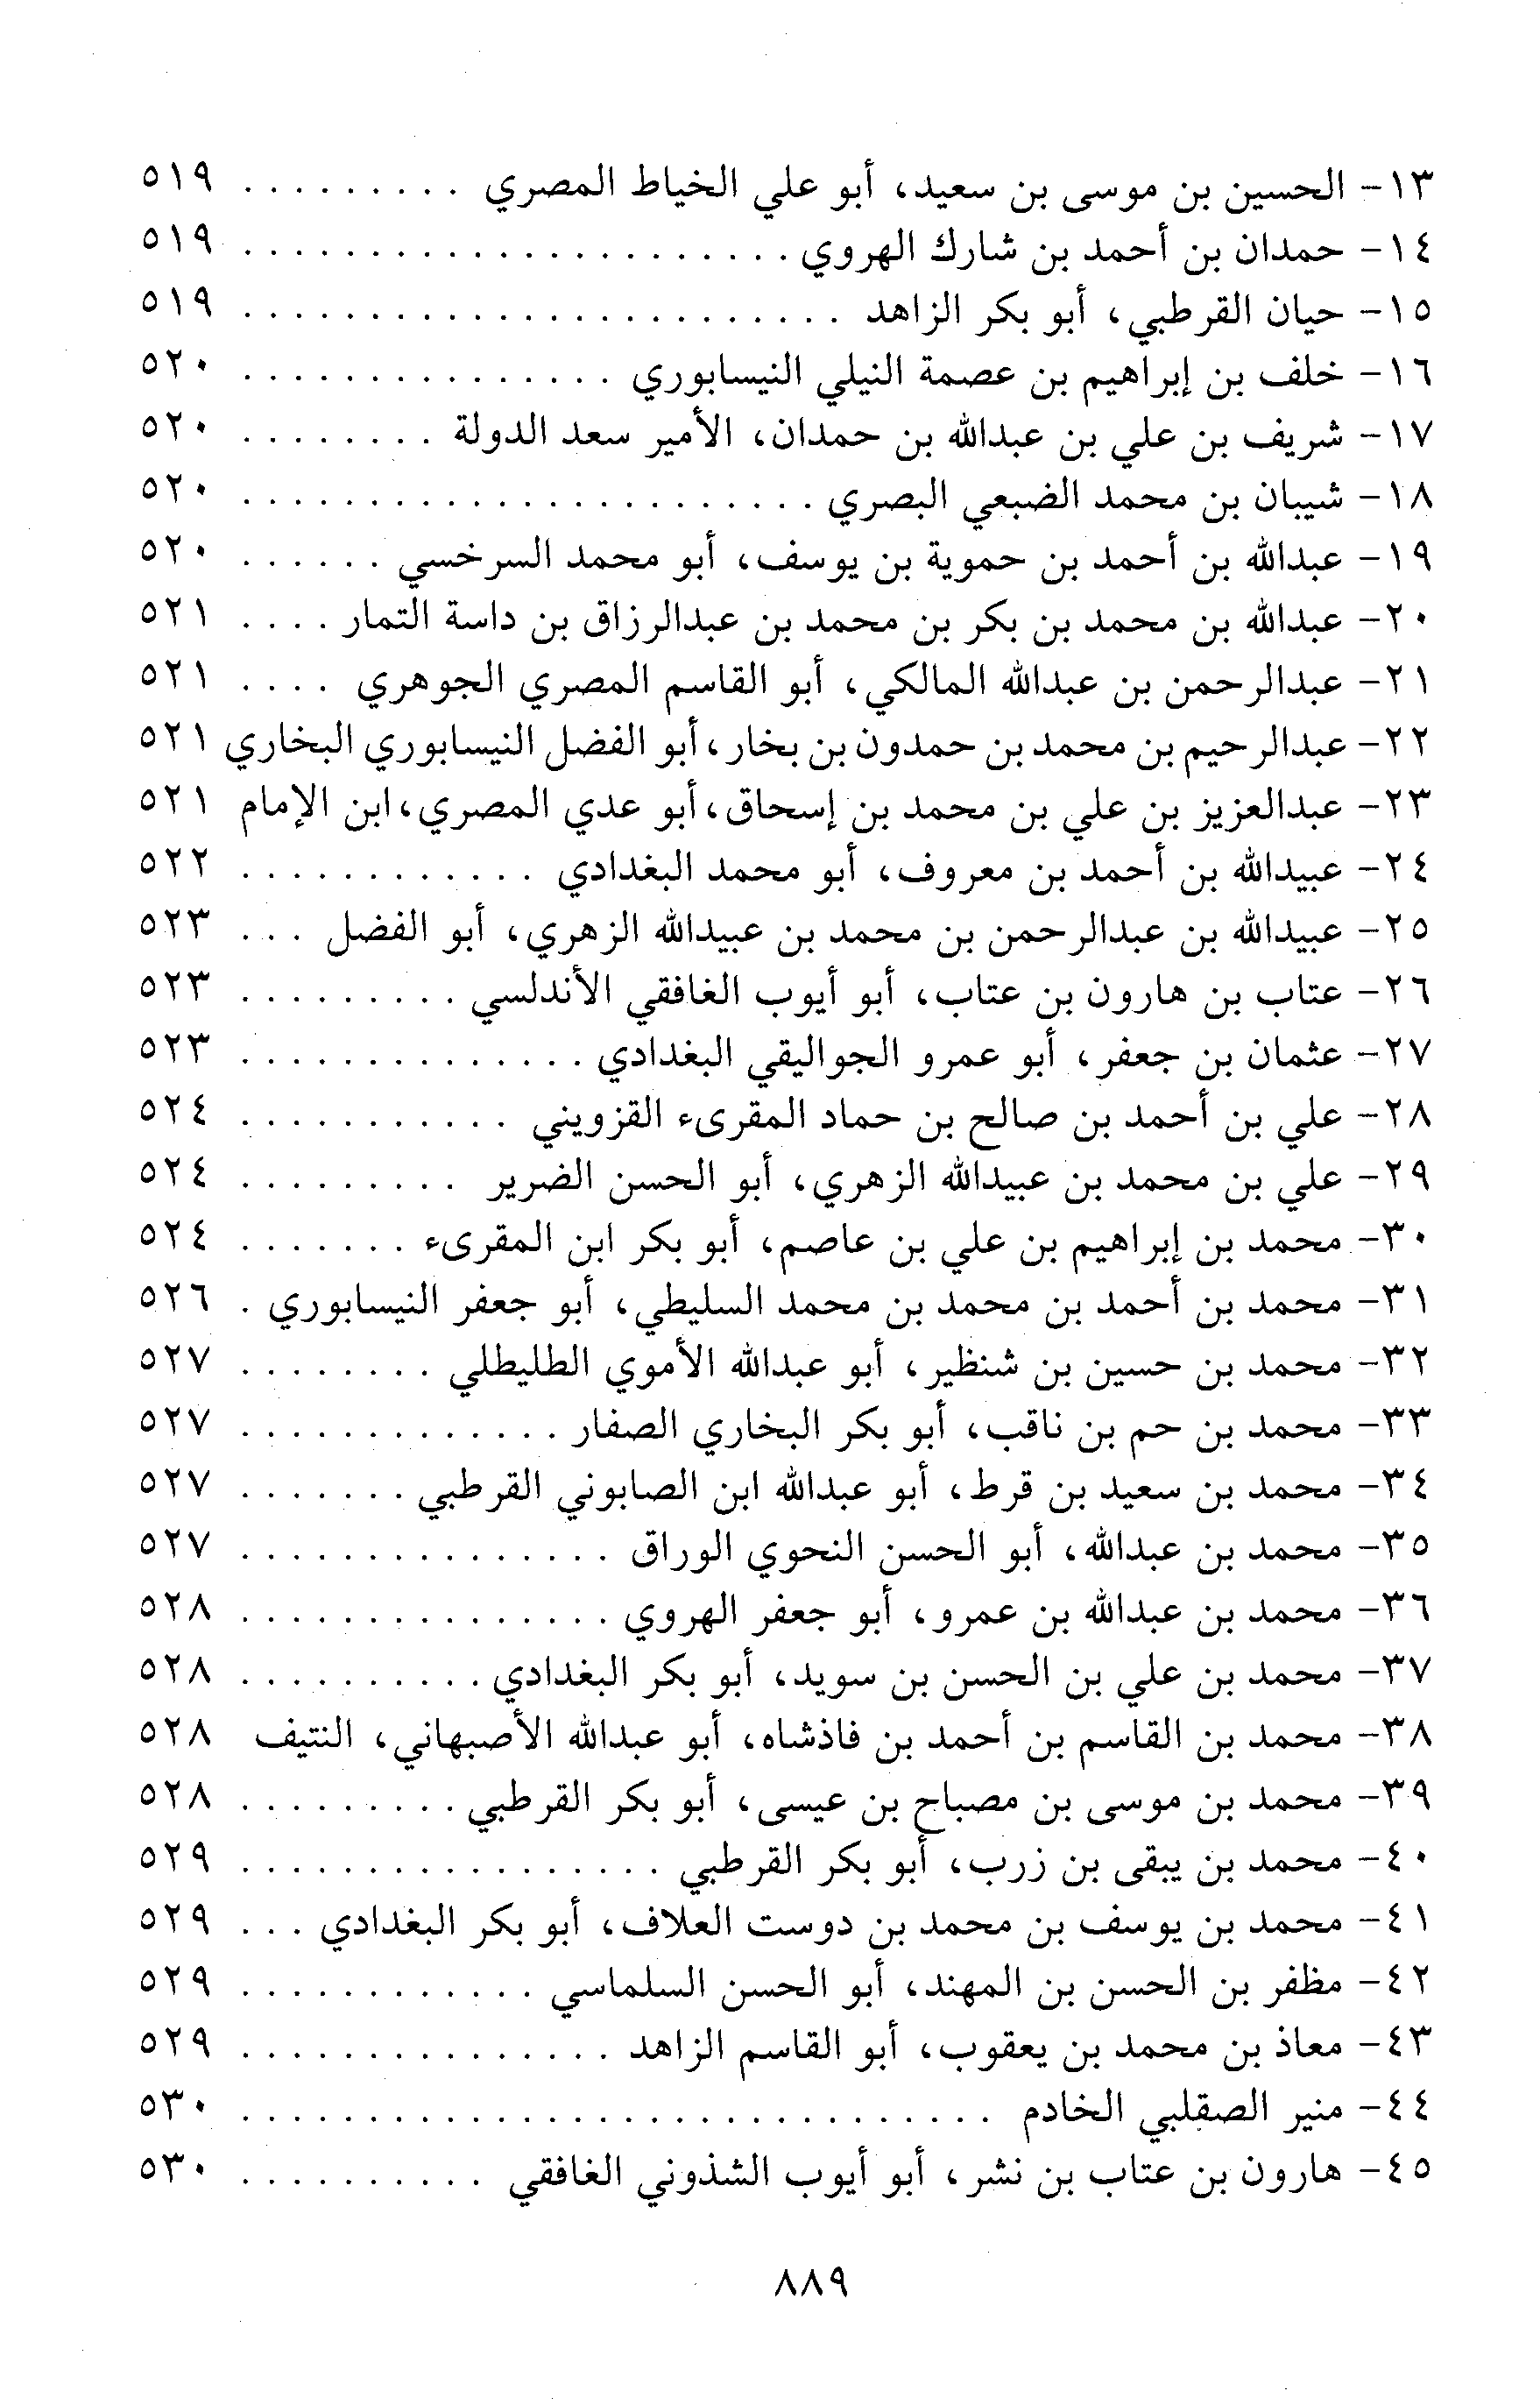 ١٣- الحسين بن موسى بن سعيد، أبو علي الخياط المصري . . . . . . . . . ٥١٩
١٤- حمدان بن أحمد بن شارك الهروي . . . . . . . . . . . . . . . . . . . . . . ٥١٩
١٥- حيان القرطبي، أبو بكر الزاهد . . . . . . . . . . . . . . . . . . . . . . . . ٥١٩
١٦- خلف بن إبراهيم بن عصمة النيلي النيسابوري . . . . . . . . . . . . . . . ٥٢٠
١٧- شريف بن علي بن عبدالله بن حمدان، الأمير سعد الدولة . . . . . . . . ٥٢٠
١٨- شيبان بن محمد الضبعي البصري . . . . . . . . . . . . . . . . . . . . . . . ٥٢٠
١٩- عبدالله بن أحمد بن حموية بن يوسف، أبو محمد السرخسي . . . . . . ٥٢٠
٢٠- عبدالله بن محمد بن بكر بن محمد بن عبدالرزاق بن داسة التمار . . . . ٥٢١
٢١- عبدالرحمن بن عبدالله المالكي، أبو القاسم المصري الجوهري . . . . ٥٢١
٢٢- عبدالرحيم بن محمد بن حمدون بن بخار، أبو الفضل النيسابوري البخاري ٥٢١
٢٣- عبدالعزيز بن علي بن محمد بن إسحاق، أبو عدي المصري، ابن الإمام ٥٢١
٢٤- عبيدالله بن أحمد بن معروف، أبو محمد البغدادي . . . . . . . . . . . . ٥٢٢
٢٥- عبيدالله بن عبدالرحمن بن محمد بن عبيدالله الزهري، أبو الفضل . . . ٥٢٣
٢٦- عتاب بن هارون بن عتاب، أبو أيوب الغافقي الأندلسي . . . . . . . . . ٥٢٣
٢٧- عثمان بن جعفر، أبو عمرو الجواليقي البغدادي . . . . . . . . . . . . . . ٥٢٣
٢٨- علي بن أحمد بن صالح بن حماد المقرىء القزويني . . . . . . . . . . . ٥٢٤
٢٩- علي بن محمد بن عبيدالله الزهري، أبو الحسن الضرير . . . . . . . . . ٥٢٤
٣٠- محمد بن إبراهيم بن علي بن عاصم، أبو بكر ابن المقرىء . . . . . . . ٥٢٤
٣١- محمد بن أحمد بن محمد بن محمد السليطي، أبو جعفر النيسابوري . ٥٢٦
٣٢- محمد بن حسين بن شنظير، أبو عبدالله الأموي الطليطلي . . . . . . . . ٥٢٧
٣٣- محمد بن حم بن ناقب، أبو بكر البخاري الصفار . . . . . . . . . . . . . ٥٢٧
٣٤- محمد بن سعيد بن قرط، أبو عبدالله ابن الصابوني القرطبي . . . . . . . ٥٢٧
٣٥- محمد بن عبدالله، أبو الحسن النحوي الوراق . . . . . . . . . . . . . . . ٥٢٧
٣٦- محمد بن عبدالله بن عمرو، أبو جعفر الهروي . . . . . . . . . . . . . . . ٥٢٨
٣٧- محمد بن علي بن الحسن بن سويد، أبو بكر البغدادي . . . . . . . . . . ٥٢٨
٣٨- محمد بن القاسم بن أحمد بن فاذشاه، أبو عبدالله الأصبهاني، النتيف ٥٢٨
٣٩- محمد بن موسى بن مصباح بن عيسى، أبو بكر القرطبي . . . . . . . . . ٥٢٨
٤٠- محمد بن يبقى بن زرب، أبو بكر القرطبي . . . . . . . . . . . . . . . . . ٥٢٩
٤١- محمد بن يوسف بن محمد بن دوست العلاف، أبو بكر البغدادي . . . ٥٢٩
٤٢- مظفر بن الحسن بن المهند، أبو الحسن السلماسي . . . . . . . . . . . . ٥٢٩
٤٣- معاذ بن محمد بن يعقوب، أبو القاسم الزاهد . . . . . . . . . . . . . . . ٥٢٩
٤٤- منير الصقلبي الخادم . . . . . . . . . . . . . . . . . . . . . . . . . . . . . . ٥٣٠
٤٥- هارون بن عتاب بن نشر، أبو أيوب الشذوني الغافقي . . . . . . . . . . ٥٣٠
٨٨٩